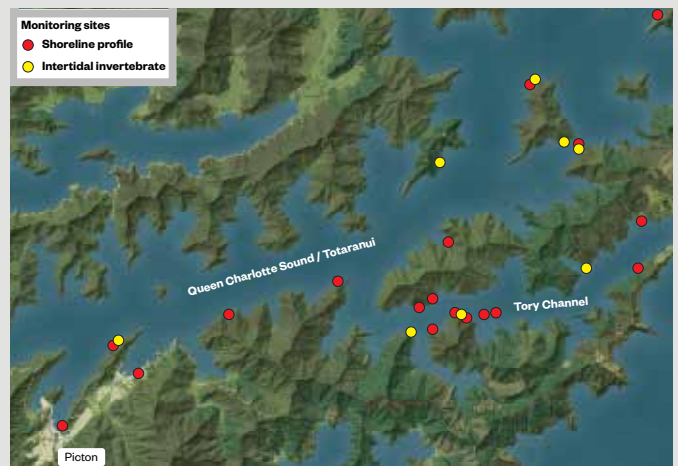 Monitoring sites
Shoreline profile
Intertidal invertebrate
Queen Charlotte Sound / Totaranui
Tory Channel
Picton